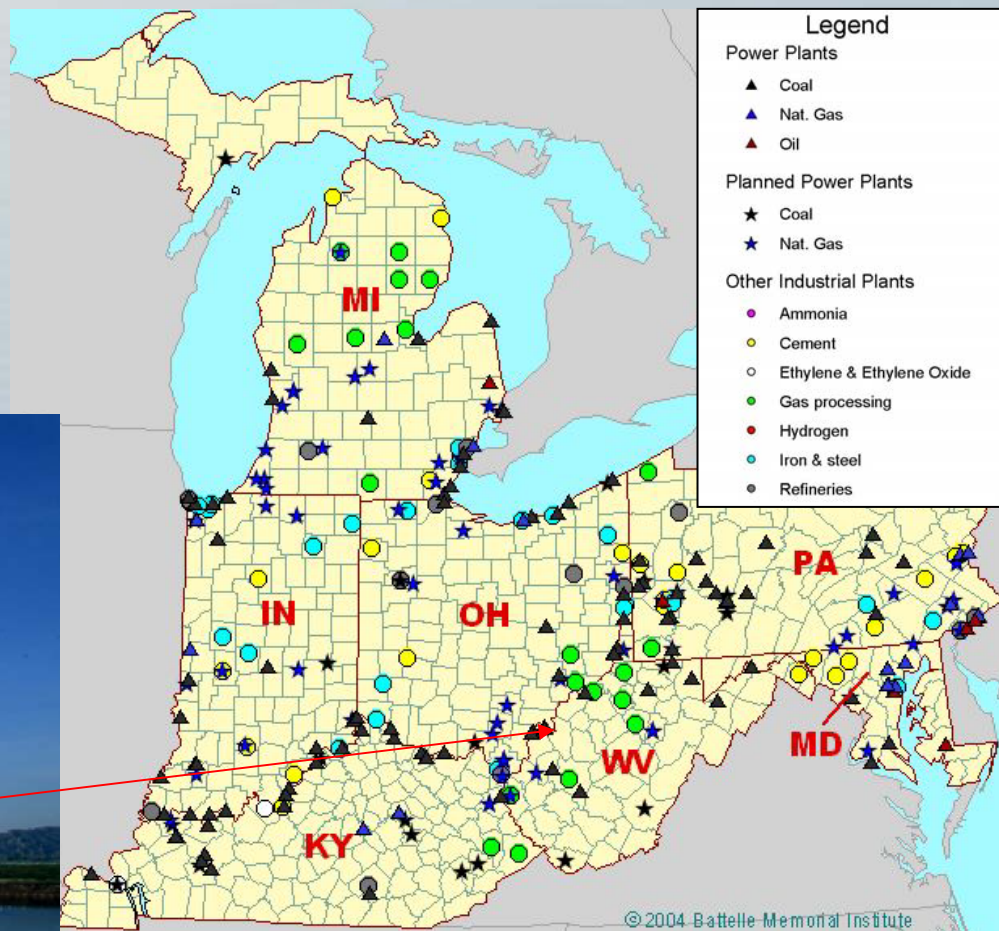 Legend
Power Plants
Coal
Nat. Gas
Oil
Planned Power Plants
Coal
Nat. Gas
Other Industrial Plants
Ammonia
Cement
Ethylene & Ethylene Oxide
Gas processing
Hydrogen
Iron & steel
Refineries
MI
PA
IN
OH
MD
WV
KY
© 2004 Battelle Memorial Institute